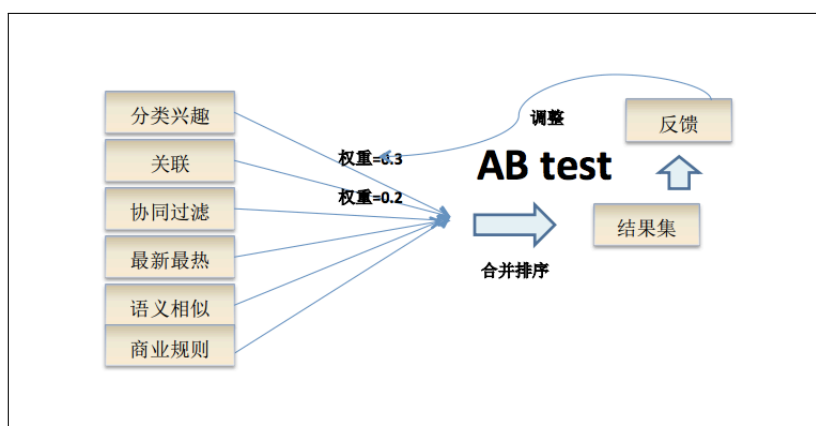 分类兴趣
关联
协同过滤
最新最热
语义相似
商业规则
权重=0.3
权重=0.2
调整
AB test
合并排序
反馈
结果集